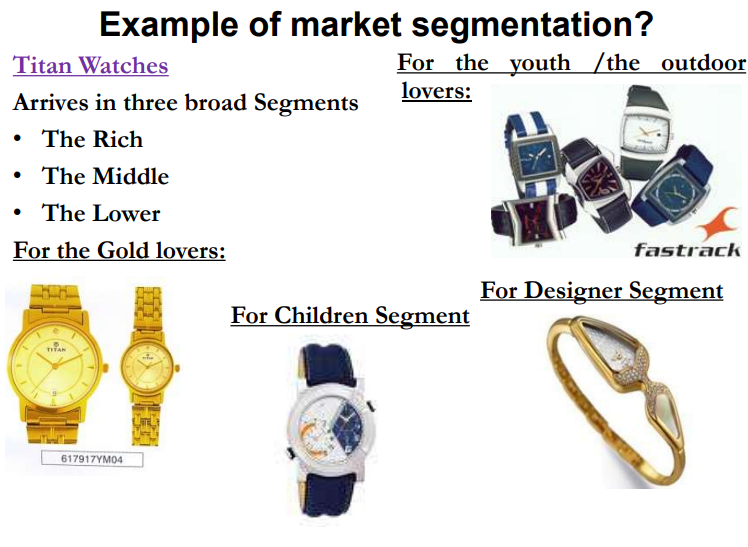 Example of market segmentation?
Titan Watches
Arrives in three broad Segments
• The Rich
• The Middle
• The Lower
For the Gold lovers:
TITAN
617917YM04
For Children Segment
For the youth /the outdoor
lovers:
fastrack
For Designer Segment